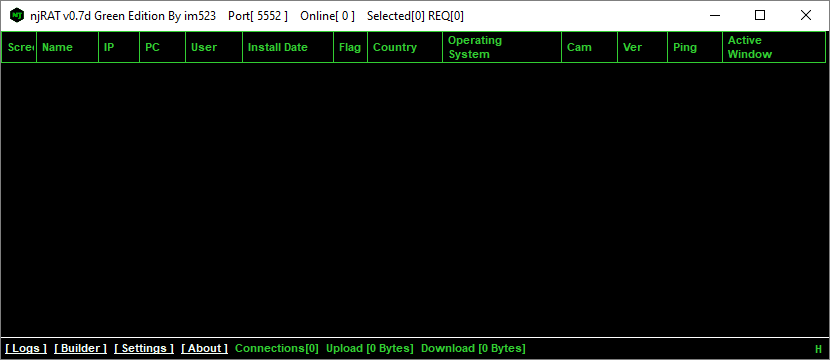 njRAT v0.7d Green Edition By im523 Port[ 5552 ] Online[ 0 ] Selected[0] REQ[0]
Scree Name IP PC User Install Date Flag Country Operating System Cam Ver Ping Active Window
[ Logs ] [ Builder ] [ Settings ] [ About ] Connections[0] Upload [0 Bytes] Download [0 Bytes] H